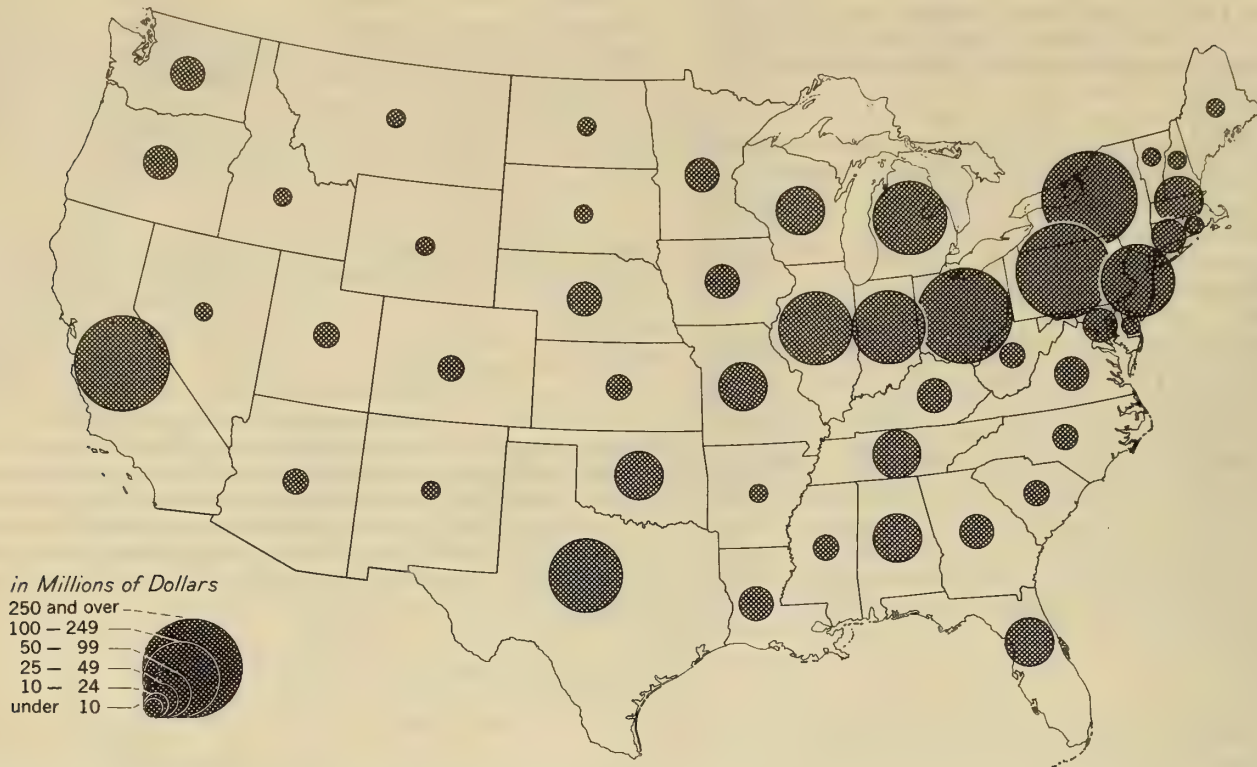 in Millions of Dollars
250 and over
100 – 249
50 – 99
25 – 49
10 – 24
under 10